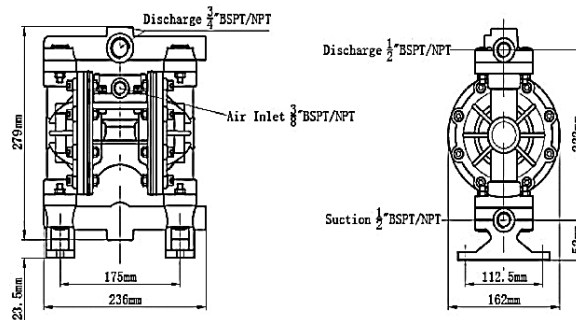 Discharge 3/4"BSPT/NPT
Air Inlet 3/8"BSPT/NPT
279mm
23.5mm
175mm
236mm
Discharge 1/2"BSPT/NPT
Suction 1/2"BSPT/NPT
112.5mm
162mm